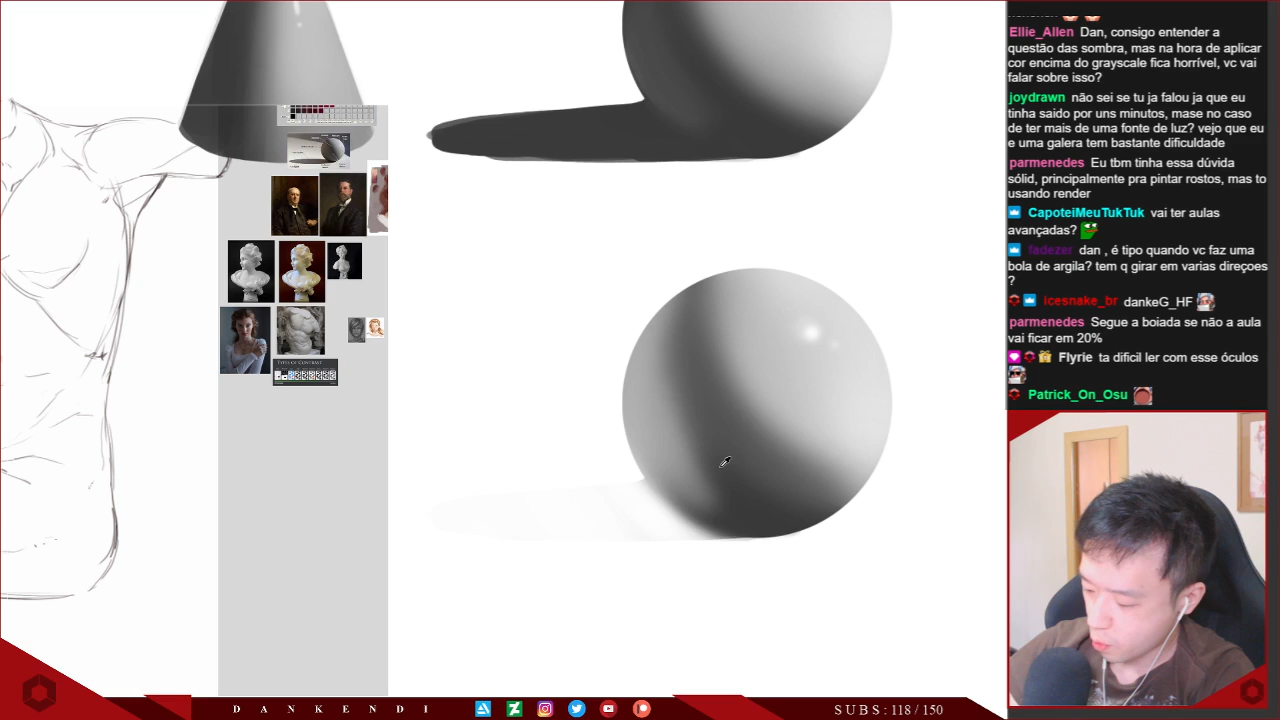 Ellie_Allen Dan, consigo entender a
questão das sombra, mas na hora de aplicar
cor encima do grayscale fica horrível, vc vai
falar sobre isso?
joydrawn não sei se tu ja falou ja que eu
tinha saido por uns minutos, mase no caso
de ter mais de uma fonte de luz? vejo que eu
e uma galera tem bastante dificuldade
parmenedes Eu tbm tinha essa dúvida
sólid, principalmente pra pintar rostos, mas to
usando render
CapoteiMeuTukTuk vai ter aulas
avançadas?
fadezer dan , é tipo quando vc faz uma
bola de argila? tem q girar em varias direçoes
?
icesnake_br dankeG_HF
parmenedes Segue a boiada se não a aula
vai ficar em 20%
Flyrie ta dificil ler com esse óculos
Patrick_On_Osu
TYPES OF CONTRAST
DANKENDI
SUBS: 118 / 150